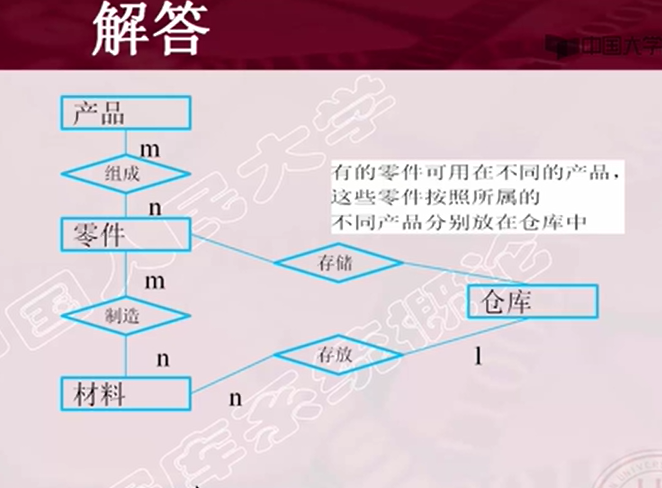 解答
中国大学
产品
m
组成
n
零件
m
制造
n
材料
有的零件可用在不同的产品，
这些零件按照所属的
不同产品分别放在仓库中
存储
仓库
存放
n
1